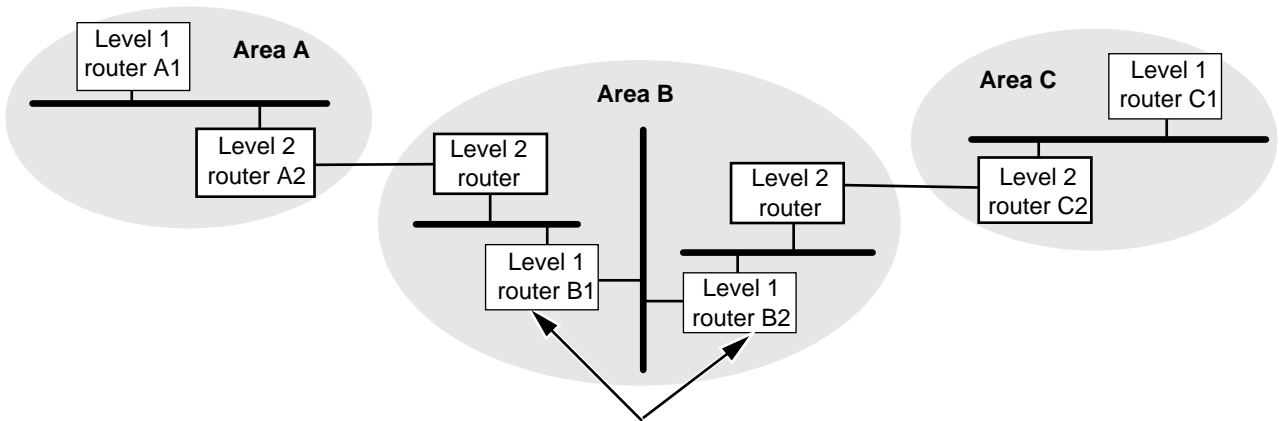 Level 1
router A1
Area A
Level 2
router A2
Area B
Level 2
router
Level 1
router B1
Level 2
router
Level 1
router B2
Area C
Level 1
router C1
Level 2
router C2